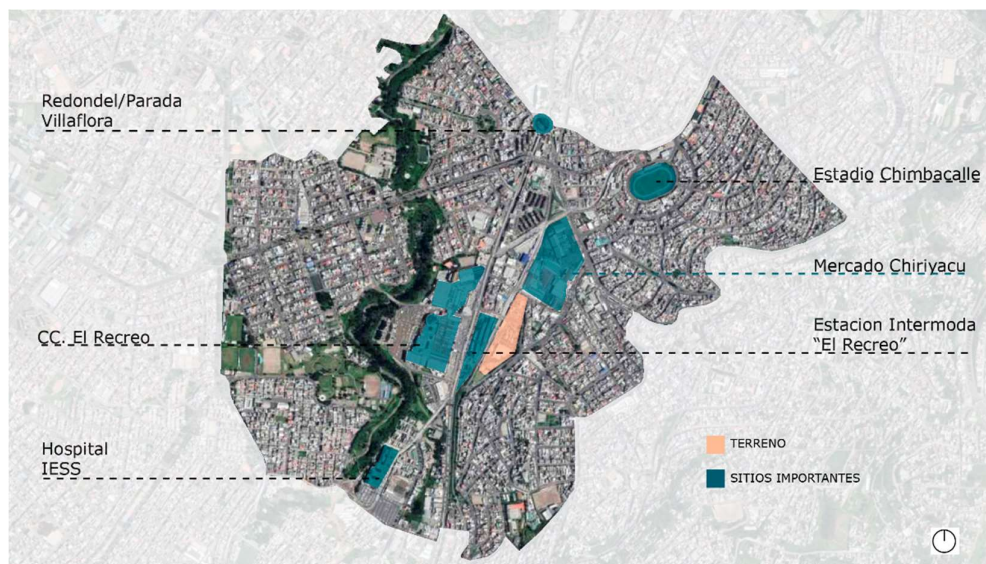 Redondel/Parada
Villaflora
Estadio Chimbacalle
Mercado Chiriyacu
CC. El Recreo
Estacion Intermoda
“El Recreo”
Hospital
IESS
TERRENO
SITIOS IMPORTANTES